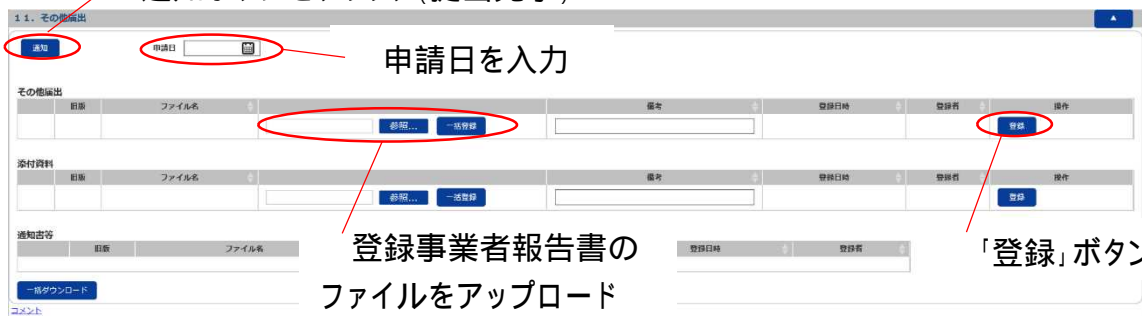 11. その他届出
▲
通知
申請日
申請日を入力
その他届出
旧版 ファイル名 備考 登録日時 登録者 操作
参照... 一括登録 登録
添付資料
旧版 ファイル名 備考 登録日時 登録者 操作
参照... 一括登録 登録
通知書等
旧版 ファイル名 登録日時 登録者
登録事業者報告書の
ファイルをアップロード
「登録」ボタン
一括ダウンロード
コメント